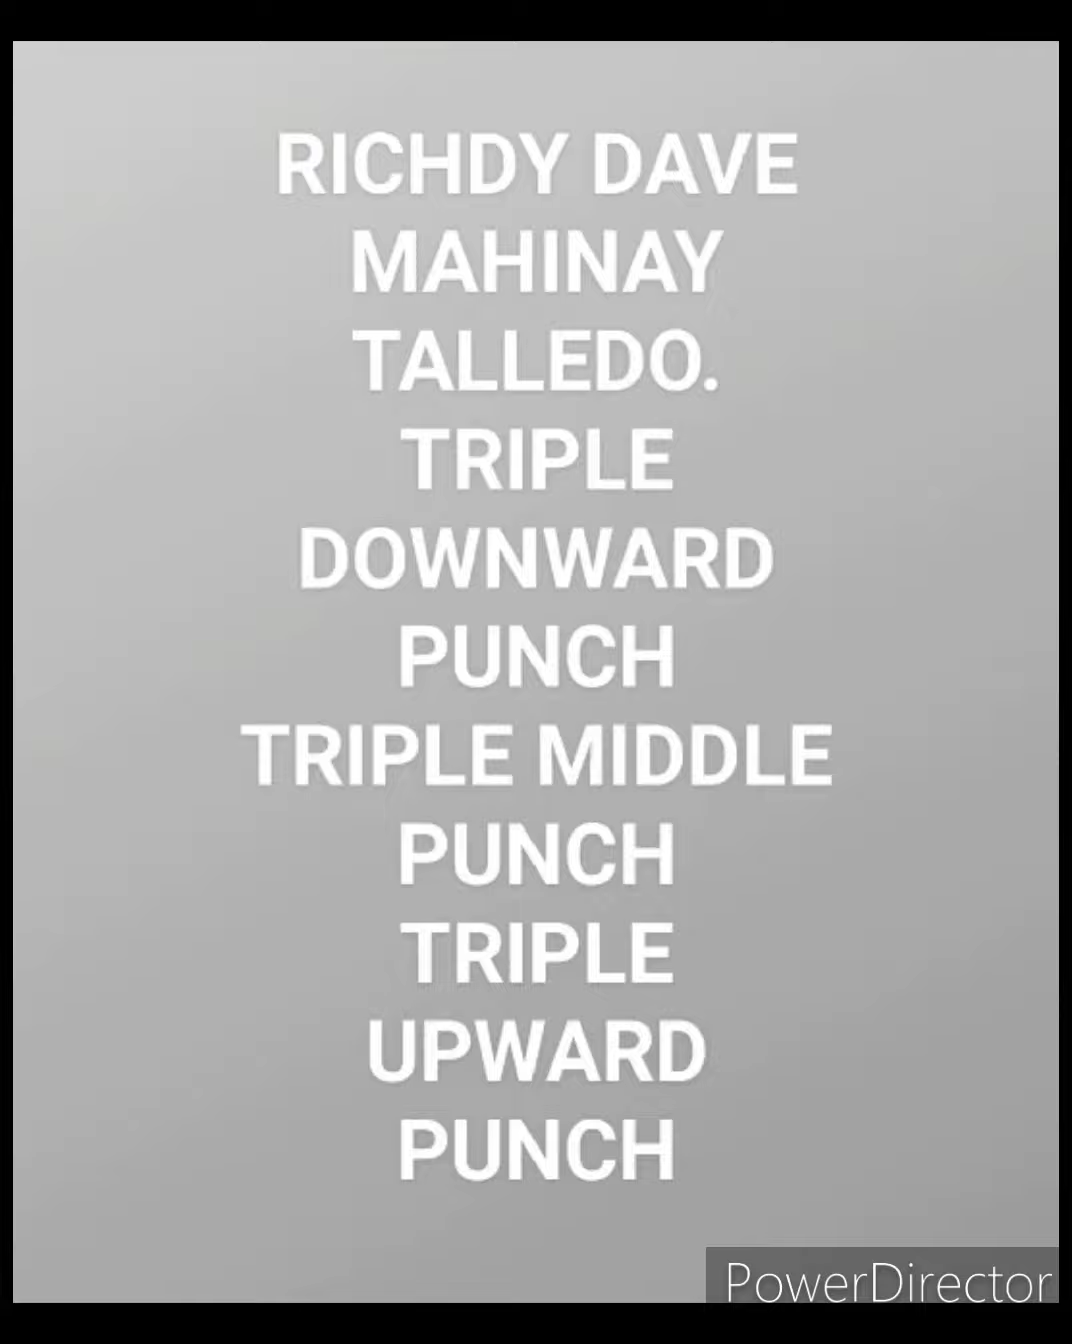 RICHDY DAVE
MAHINAY
TALLEDO.
TRIPLE
DOWNWARD
PUNCH
TRIPLE MIDDLE
PUNCH
TRIPLE
UPWARD
PUNCH
PowerDirector